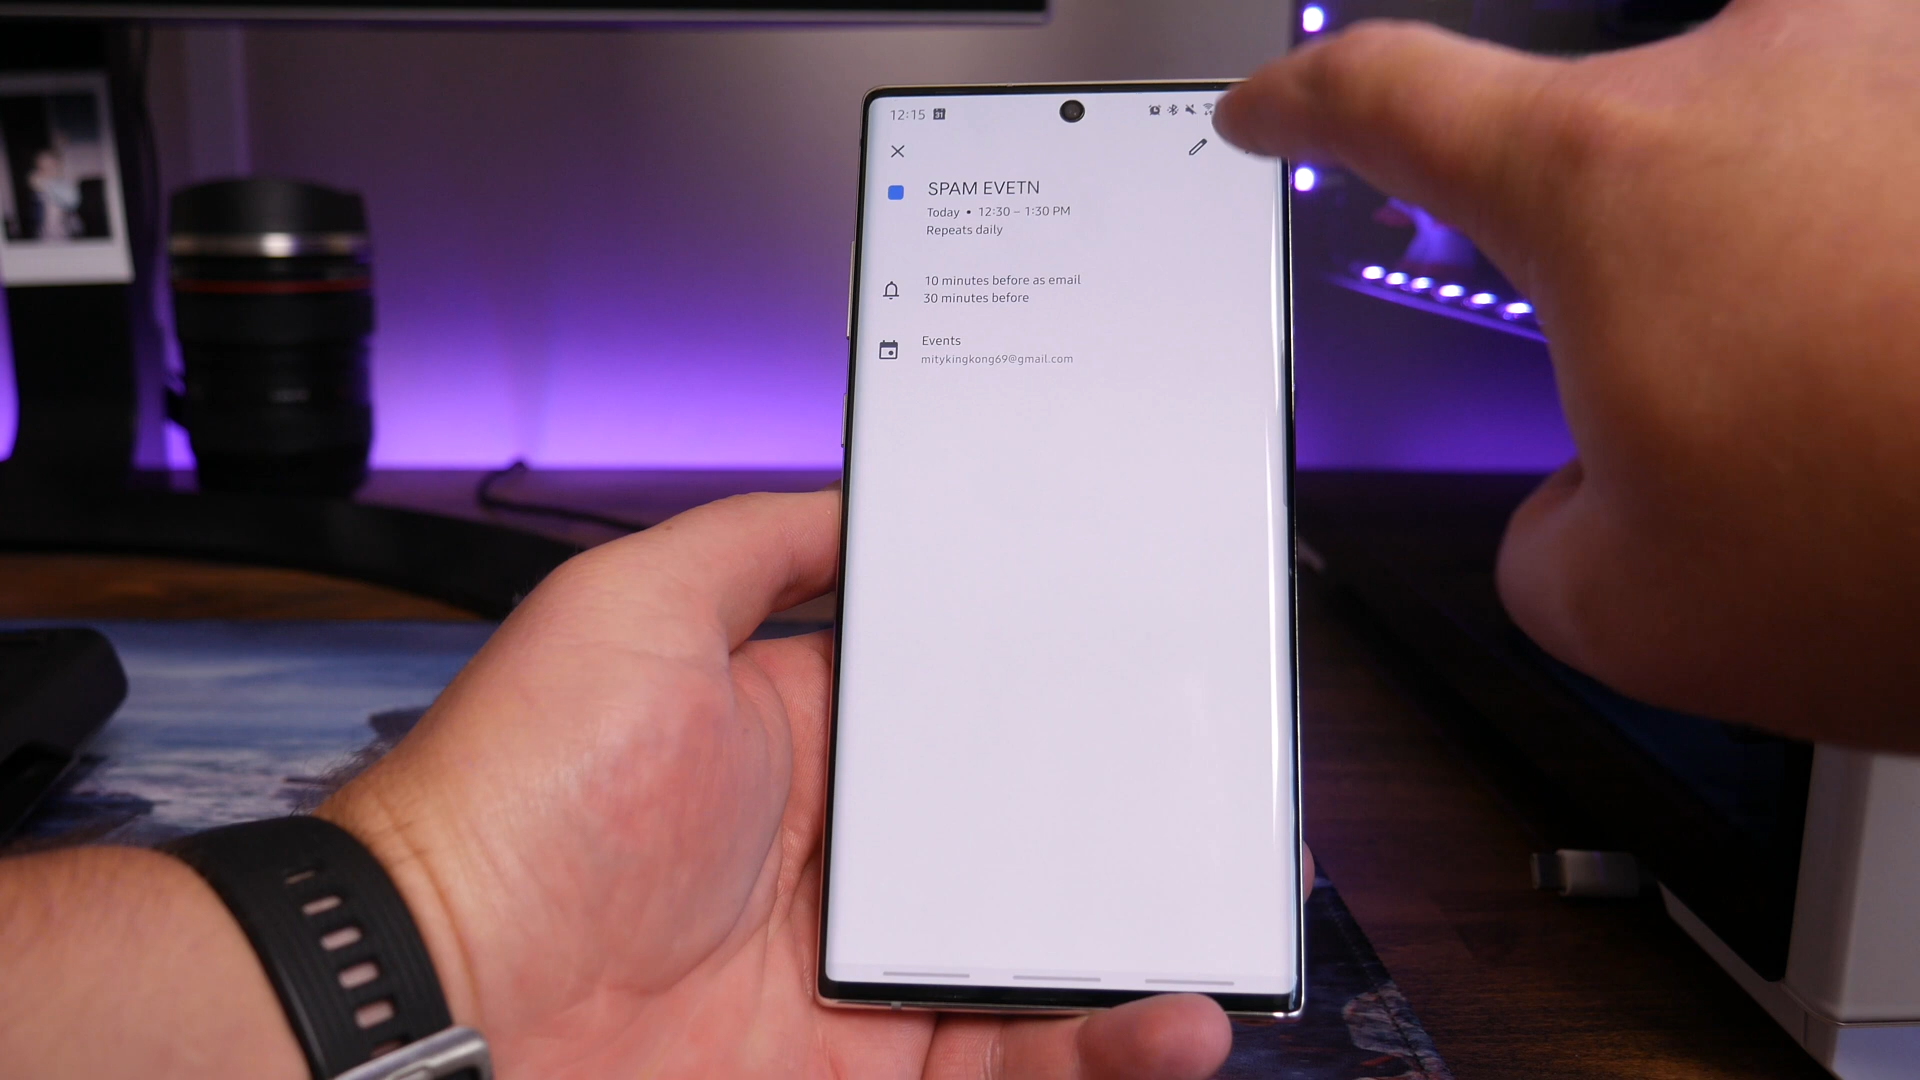 12:15
SPAM EVETN
Today • 12:30 – 1:30 PM
Repeats daily
10 minutes before as email
30 minutes before
Events
mitykingkong69@gmail.com